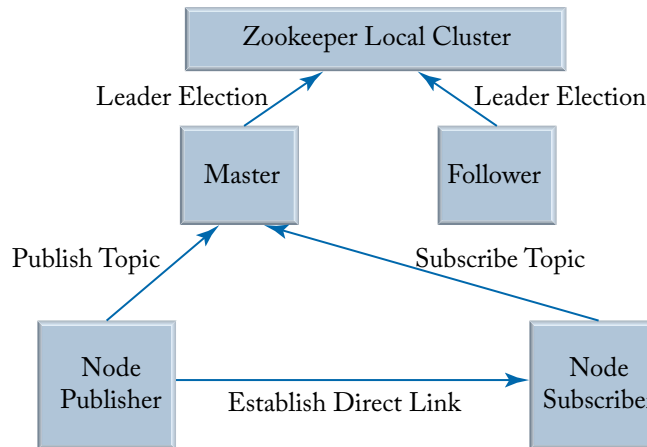 Zookeeper Local Cluster
Leader Election
Leader Election
Master
Follower
Publish Topic
Subscribe Topic
Node
Publisher
Node
Subscriber
Establish Direct Link